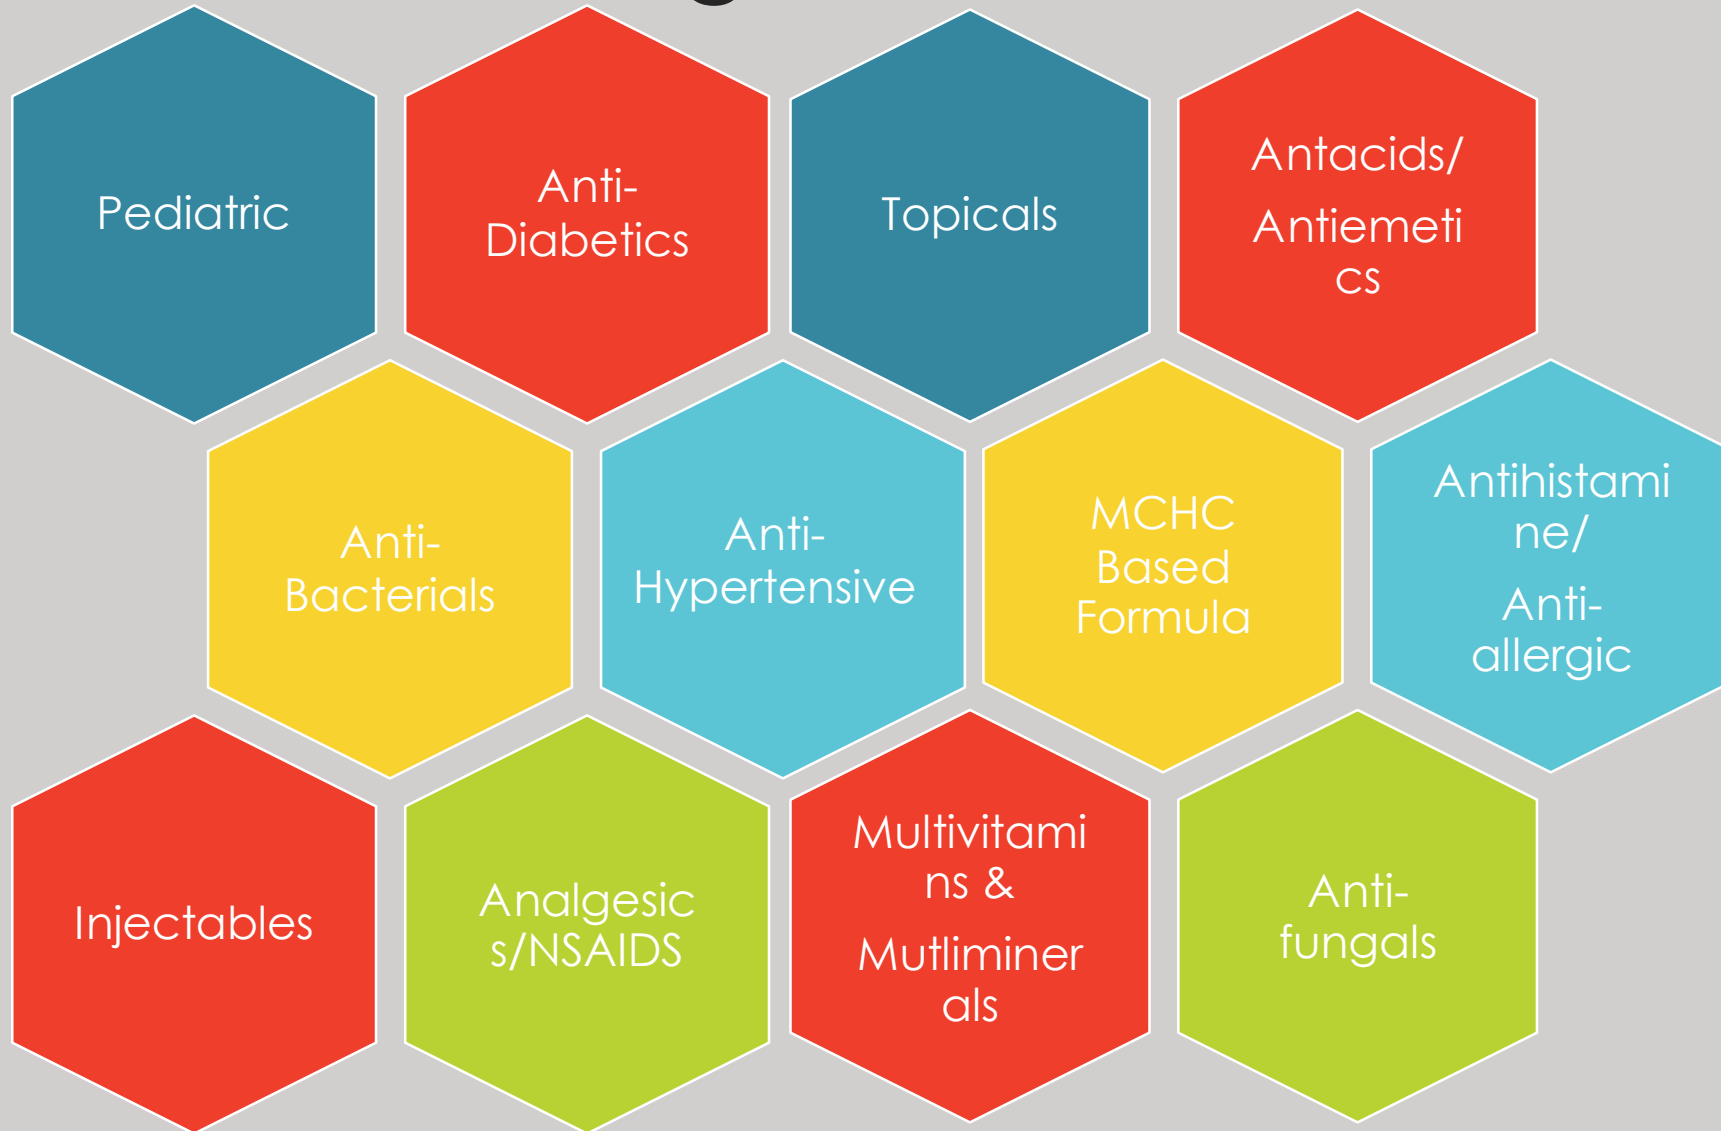 Pediatric
Anti-
Diabetics
Topicals
Antacids/
Antiemeti
cs
Anti-
Bacterials
Anti-
Hypertensive
MCHC
Based
Formula
Antihistami
ne/
Anti-
allergic
Injectables
Analgesic
s/NSAIDS
Multivitami
ns &
Mutliminer
als
Anti-
fungals